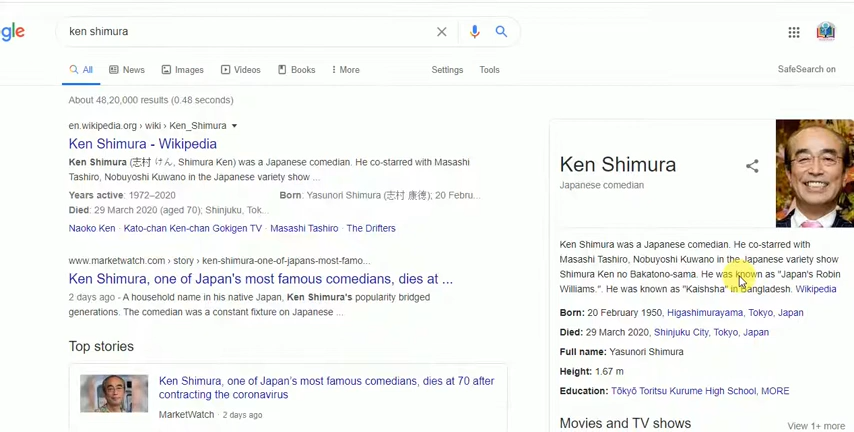 gle
ken shimura
All News Images Videos Books More Settings Tools SafeSearch on
About 48,20,000 results (0.48 seconds)
en.wikipedia.org › wiki › Ken_Shimura
Ken Shimura - Wikipedia
Ken Shimura (志村 けん, Shimura Ken) was a Japanese comedian. He co-starred with Masashi
Tashiro, Nobuyoshi Kuwano in the Japanese variety show ...
Years active: 1972–2020 Born: Yasunori Shimura (志村 康徳); 20 Febru...
Died: 29 March 2020 (aged 70); Shinjuku, Tok...
Naoko Ken · Kato-chan Ken-chan Gokigen TV · Masashi Tashiro · The Drifters
www.marketwatch.com › story › ken-shimura-one-of-japans-most-famo...
Ken Shimura, one of Japan's most famous comedians, dies at ...
2 days ago - A household name in his native Japan, Ken Shimura's popularity bridged
generations. The comedian was a constant fixture on Japanese ...
Top stories
Ken Shimura, one of Japan's most famous comedians, dies at 70 after
contracting the coronavirus
MarketWatch · 2 days ago
Ken Shimura
Japanese comedian
Ken Shimura was a Japanese comedian. He co-starred with
Masashi Tashiro, Nobuyoshi Kuwano in the Japanese variety show
Shimura Ken no Bakatono-sama. He was known as "Japan's Robin
Williams.". He was known as "Kaishsha" in Bangladesh. Wikipedia
Born: 20 February 1950, Higashimurayama, Tokyo, Japan
Died: 29 March 2020, Shinjuku City, Tokyo, Japan
Full name: Yasunori Shimura
Height: 1.67 m
Education: Tōkyō Toritsu Kurume High School, MORE
Movies and TV shows View 1+ more